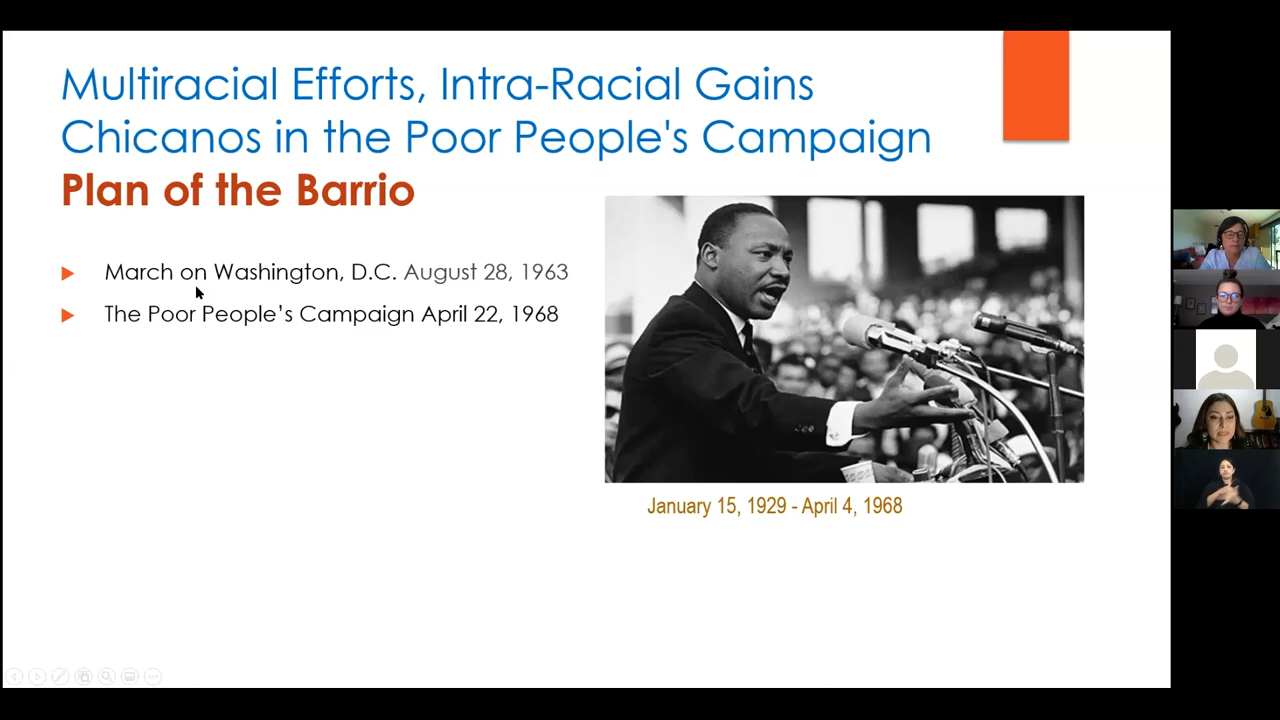 Multiracial Efforts, Intra-Racial Gains
Chicanos in the Poor People's Campaign
Plan of the Barrio
March on Washington, D.C. August 28, 1963
The Poor People’s Campaign April 22, 1968
January 15, 1929 - April 4, 1968